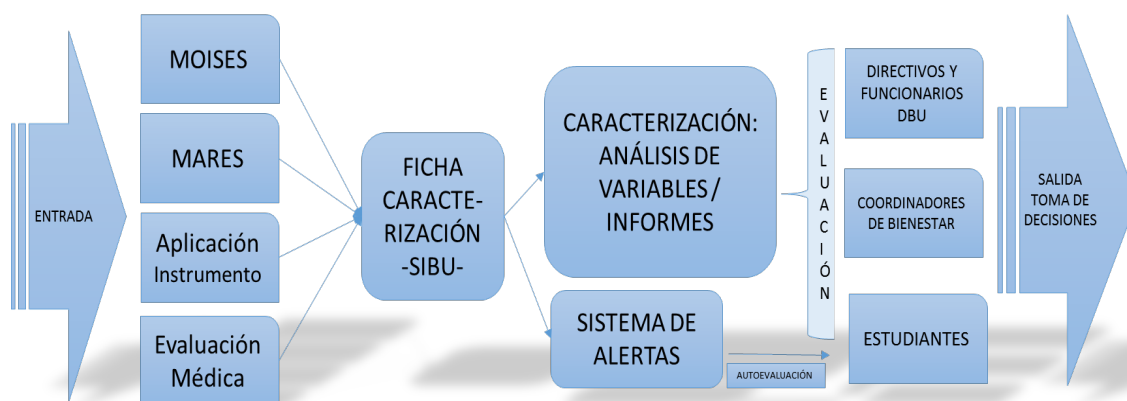 ENTRADA
MOISES
MARES
Aplicación
Instrumento
Evaluación
Médica
FICHA
CARACTE-
RIZACIÓN
-SIBU-
CARACTERIZACIÓN:
ANÁLISIS DE
VARIABLES /
INFORMES
SISTEMA DE
ALERTAS
AUTOEVALUACIÓN
EVALUACIÓN
DIRECTIVOS Y
FUNCIONARIOS
DBU
COORDINADORES
DE BIENESTAR
ESTUDIANTES
SALIDA
TOMA DE
DECISIONES